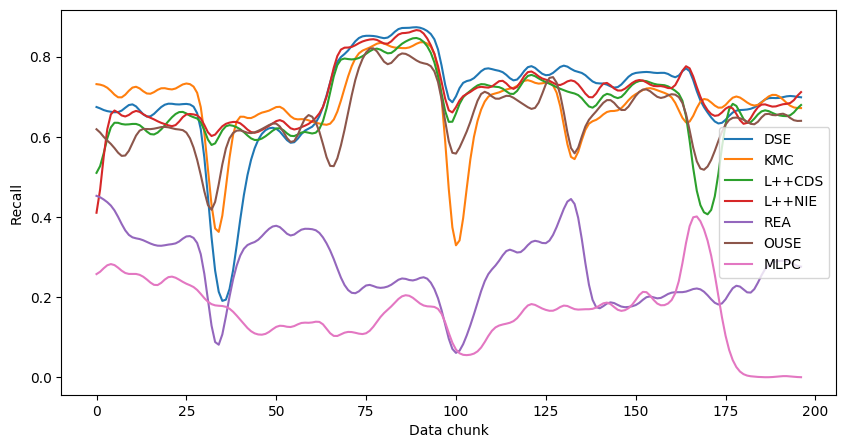 0.8
0.6
0.4
0.2
0.0
Recall
0
25
50
75
100
125
150
175
200
Data chunk
DSE
KMC
L++CDS
L++NIE
REA
OUSE
MLPC